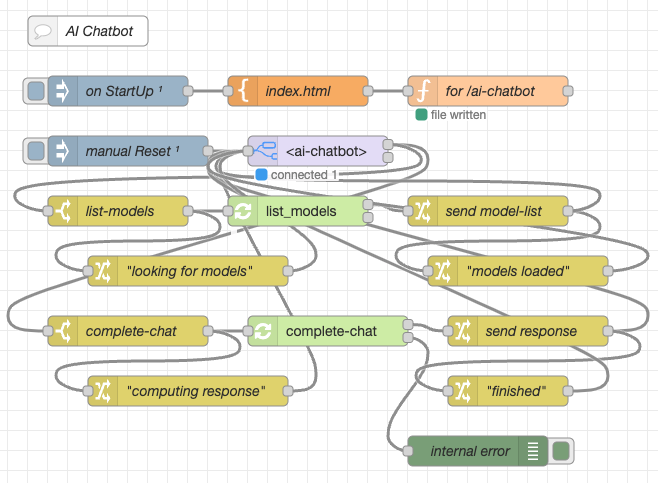 AI Chatbot
on StartUp ¹
index.html
for /ai-chatbot
file written
manual Reset ¹
<ai-chatbot>
connected 1
list-models
list_models
send model-list
"looking for models"
"models loaded"
complete-chat
complete-chat
send response
"computing response"
"finished"
internal error